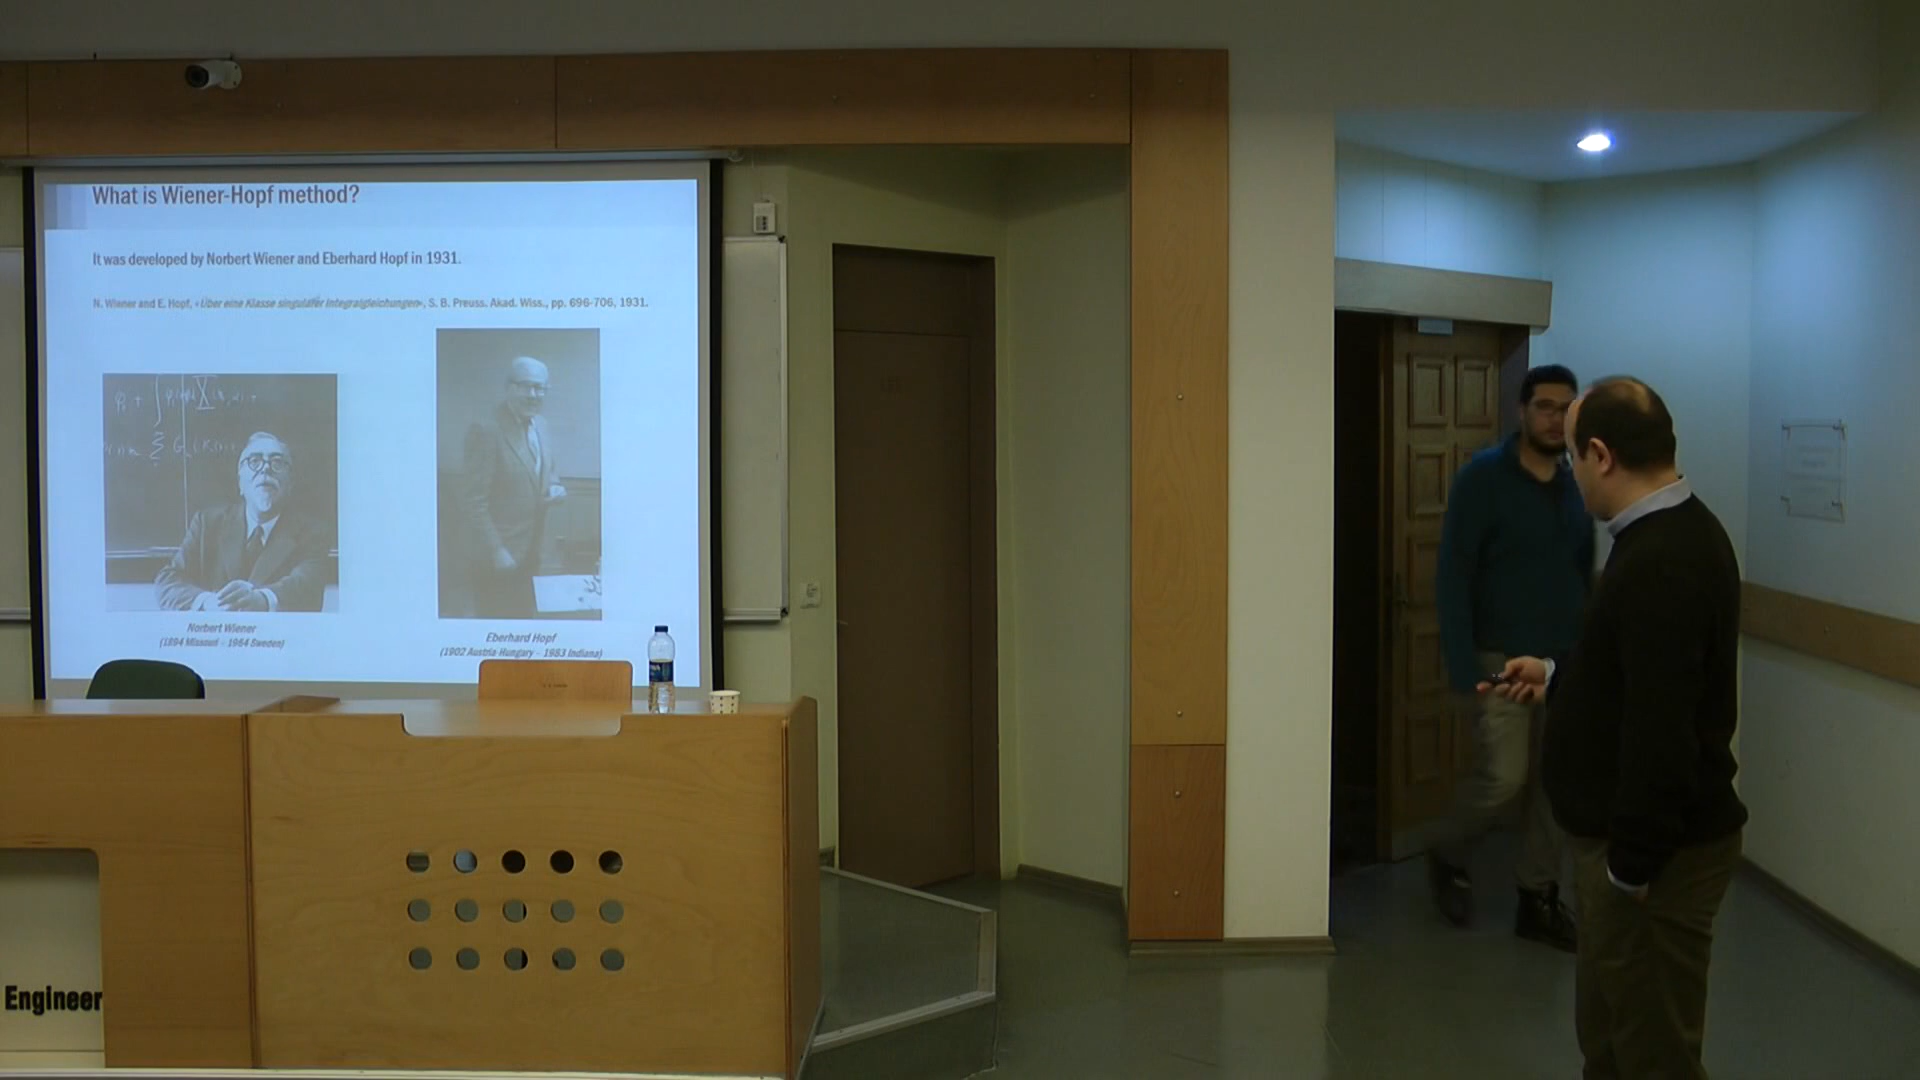 What is Wiener-Hopf method?
It was developed by Norbert Wiener and Eberhard Hopf in 1931.
N. Wiener and E. Hopf, «Über eine Klasse singulärer Integralgleichungen», S. B. Preuss. Akad. Wiss., pp. 696-706, 1931.
Norbert Wiener
(1894 Missouri - 1964 Sweden)
Eberhard Hopf
(1902 Austria-Hungary - 1983 Indiana)
Engineer